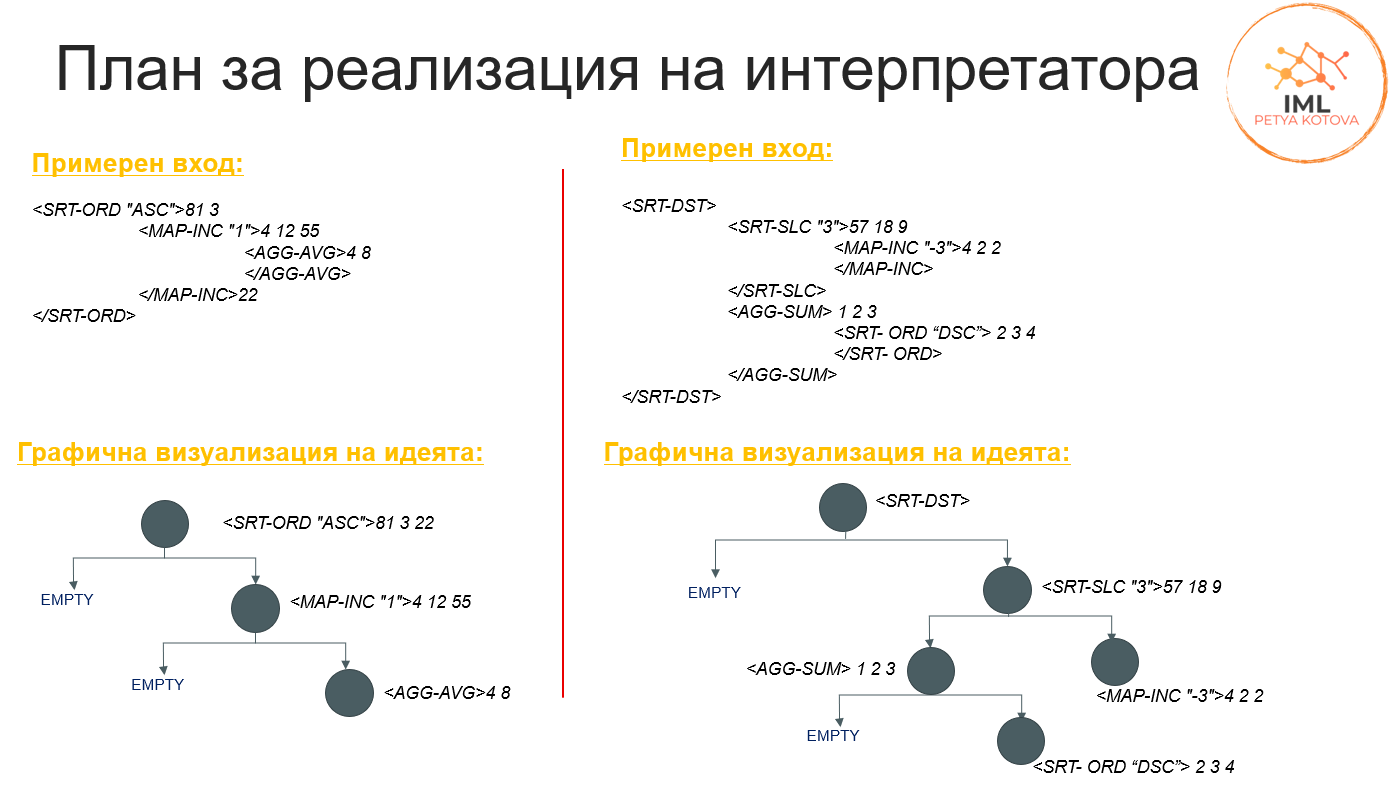 План за реализация на интерпретатора
IML
PETYA KOTOVA
Примерен вход:
<SRT-ORD "ASC">81 3
<MAP-INC "1">4 12 55
<AGG-AVG>4 8
</AGG-AVG>
</MAP-INC>22
</SRT-ORD>
Графична визуализация на идеята:
<SRT-ORD "ASC">81 3 22
EMPTY
<MAP-INC "1">4 12 55
EMPTY
<AGG-AVG>4 8
Примерен вход:
<SRT-DST>
<SRT-SLC "3">57 18 9
<MAP-INC "-3">4 2 2
</MAP-INC>
</SRT-SLC>
<AGG-SUM> 1 2 3
<SRT- ORD “DSC”> 2 3 4
</SRT- ORD>
</AGG-SUM>
</SRT-DST>
Графична визуализация на идеята:
<SRT-DST>
EMPTY
<SRT-SLC "3">57 18 9
<AGG-SUM> 1 2 3
<MAP-INC "-3">4 2 2
EMPTY
<SRT- ORD “DSC”> 2 3 4